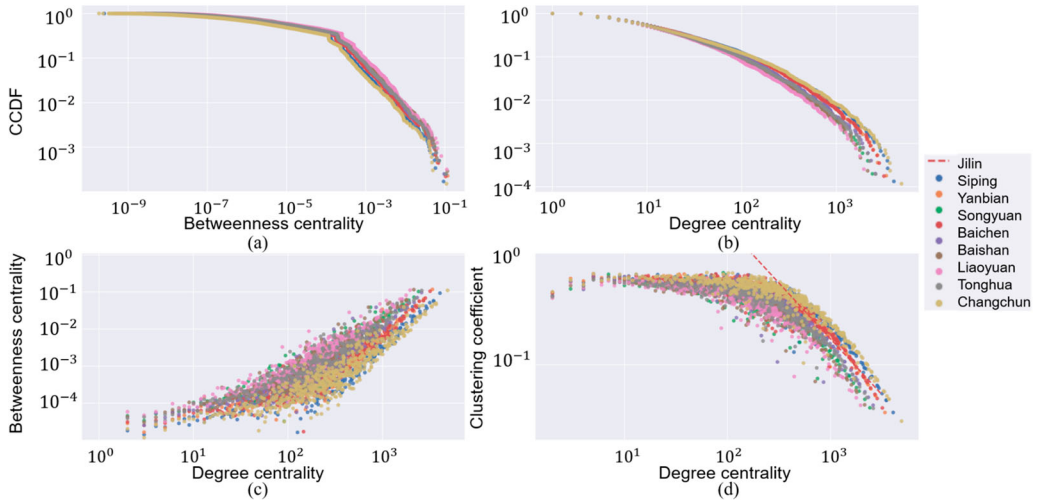 CCDF
10⁰
10⁻¹
10⁻²
10⁻³
10⁻⁹
10⁻⁷
10⁻⁵
10⁻³
10⁻¹
Betweenness centrality
(a)
10⁰
10⁻¹
10⁻²
10⁻³
10⁻⁴
10⁰
10¹
10²
10³
Degree centrality
(b)
Jilin
Siping
Yanbian
Songyuan
Baichen
Baishan
Liaoyuan
Tonghua
Changchun
Betweenness centrality
10⁰
10⁻¹
10⁻²
10⁻³
10⁻⁴
10⁰
10¹
10²
10³
Degree centrality
(c)
Clustering coefficient
10⁰
10⁻¹
10¹
10²
10³
Degree centrality
(d)